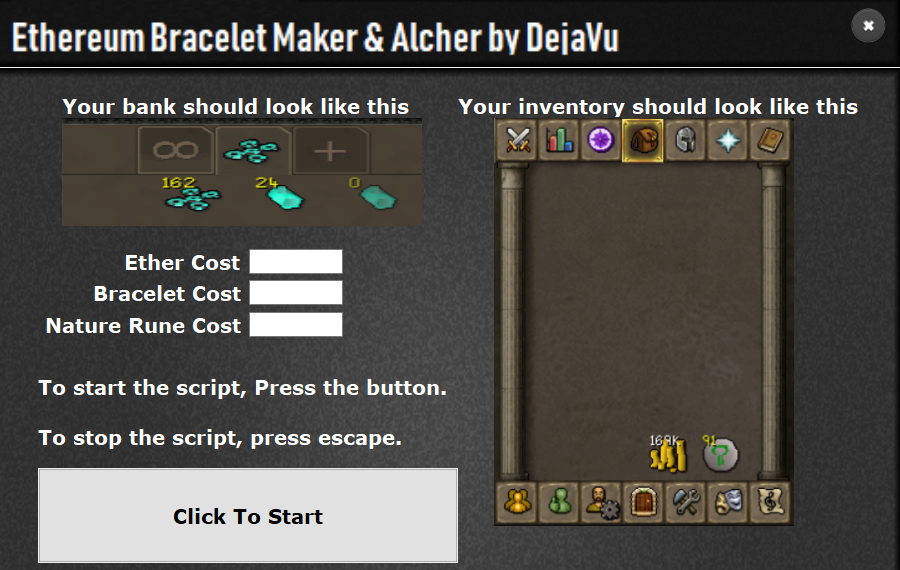 Ethereum Bracelet Maker & Alcher by DejaVu
Your bank should look like this
Your inventory should look like this
162 24 0
Ether Cost
Bracelet Cost
Nature Rune Cost
To start the script, Press the button.
To stop the script, press escape.
169K 91
Click To Start